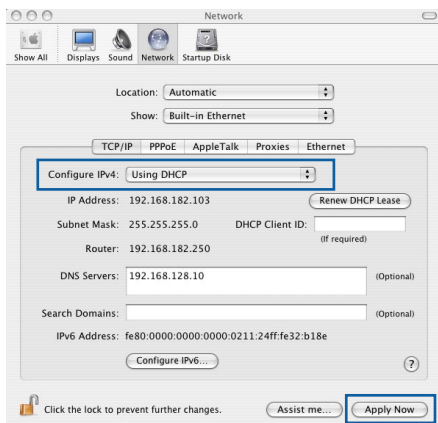 Network
Show All Displays Sound Network Startup Disk
Location: Automatic
Show: Built-in Ethernet
TCP/IP PPPoE AppleTalk Proxies Ethernet
Configure IPv4: Using DHCP
IP Address: 192.168.182.103 Renew DHCP Lease
Subnet Mask: 255.255.255.0 DHCP Client ID:
(If required)
Router: 192.168.182.250
DNS Servers: 192.168.128.10 (Optional)
Search Domains: (Optional)
IPv6 Address: fe80:0000:0000:0000:0211:24ff:fe32:b18e
Configure IPv6... ?
Click the lock to prevent further changes. Assist me... Apply Now